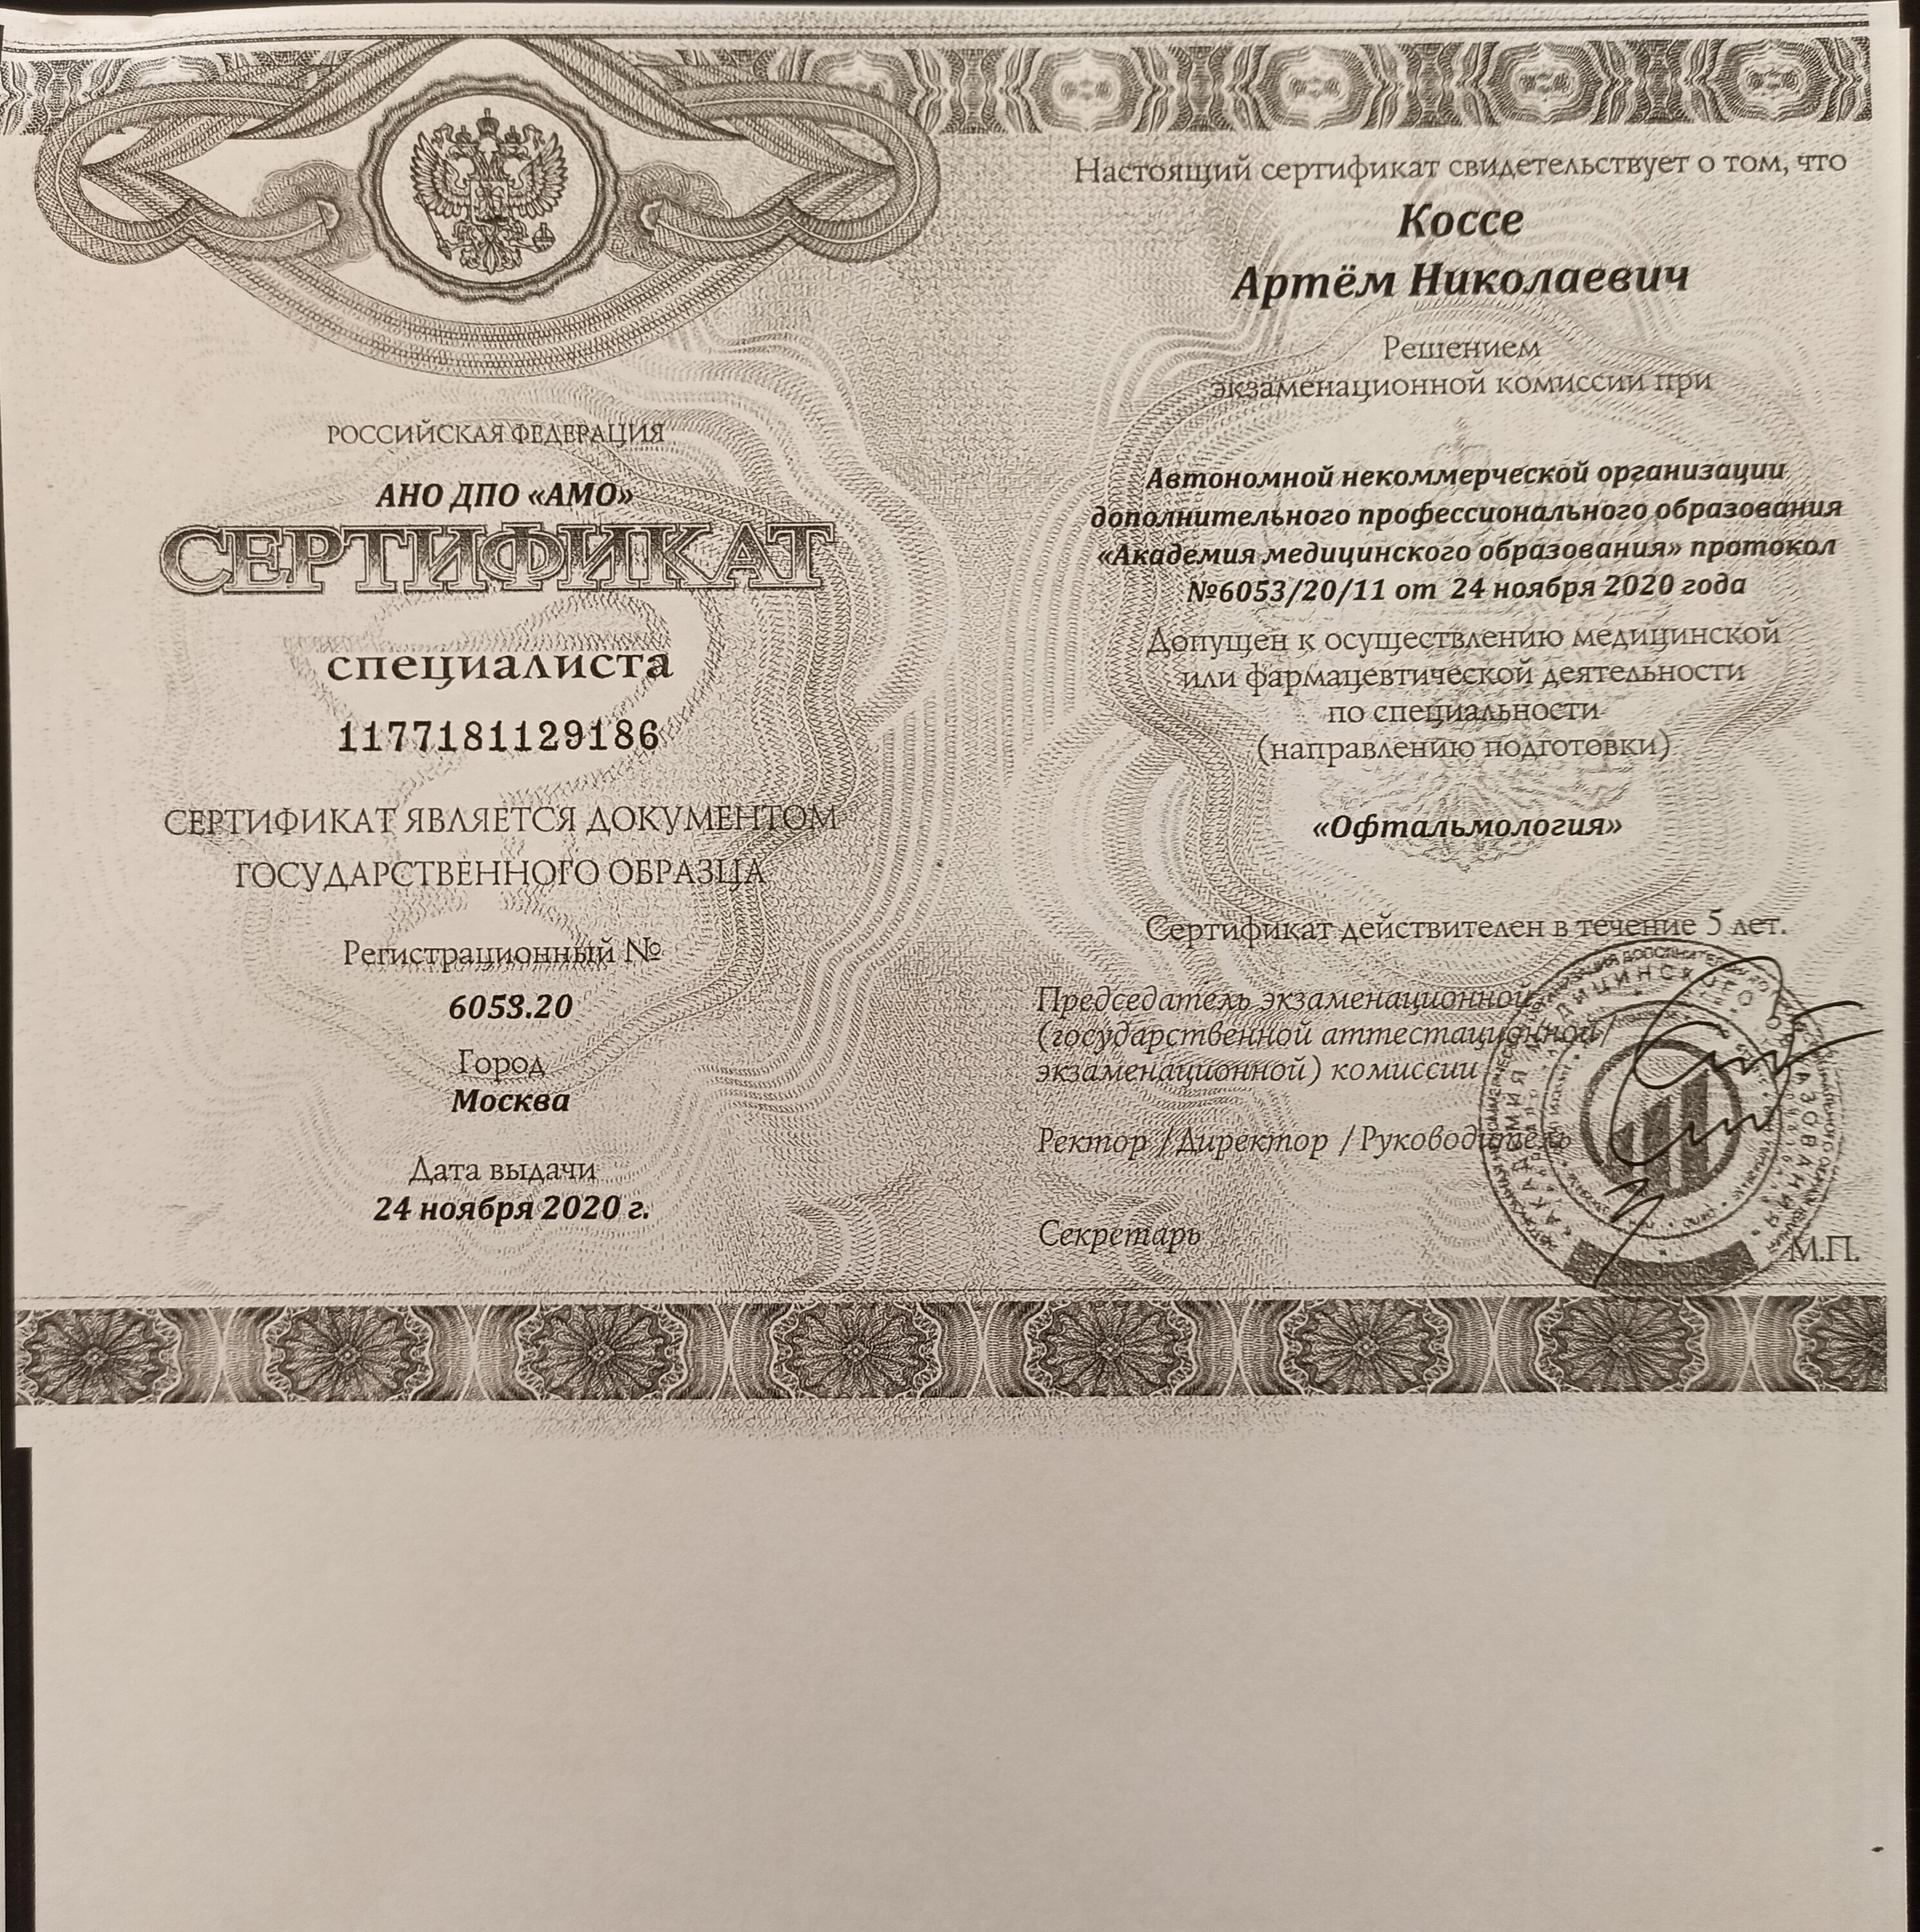 РОССИЙСКАЯ ФЕДЕРАЦИЯ
АНО ДПО «АМО»
СЕРТИФИКАТ
специалиста
1177181129186
СЕРТИФИКАТ ЯВЛЯЕТСЯ ДОКУМЕНТОМ
ГОСУДАРСТВЕННОГО ОБРАЗЦА
Регистрационный №
6053.20
Город
Москва
Дата выдачи
24 ноября 2020 г.
Настоящий сертификат свидетельствует о том, что
Коссе
Артём Николаевич
Решением
экзаменационной комиссии при
Автономной некоммерческой организации
дополнительного профессионального образования
«Академия медицинского образования» протокол
№6053/20/11 от 24 ноября 2020 года
Допущен к осуществлению медицинской
или фармацевтической деятельности
по специальности
(направлению подготовки)
«Офтальмология»
Сертификат действителен в течение 5 лет.
Председатель экзаменационной
(государственной аттестационной/
экзаменационной) комиссии
Ректор / Директор / Руководитель
Секретарь
М.П.
«АКАДЕМИЯ МЕДИЦИНСКОГО ОБРАЗОВАНИЯ»